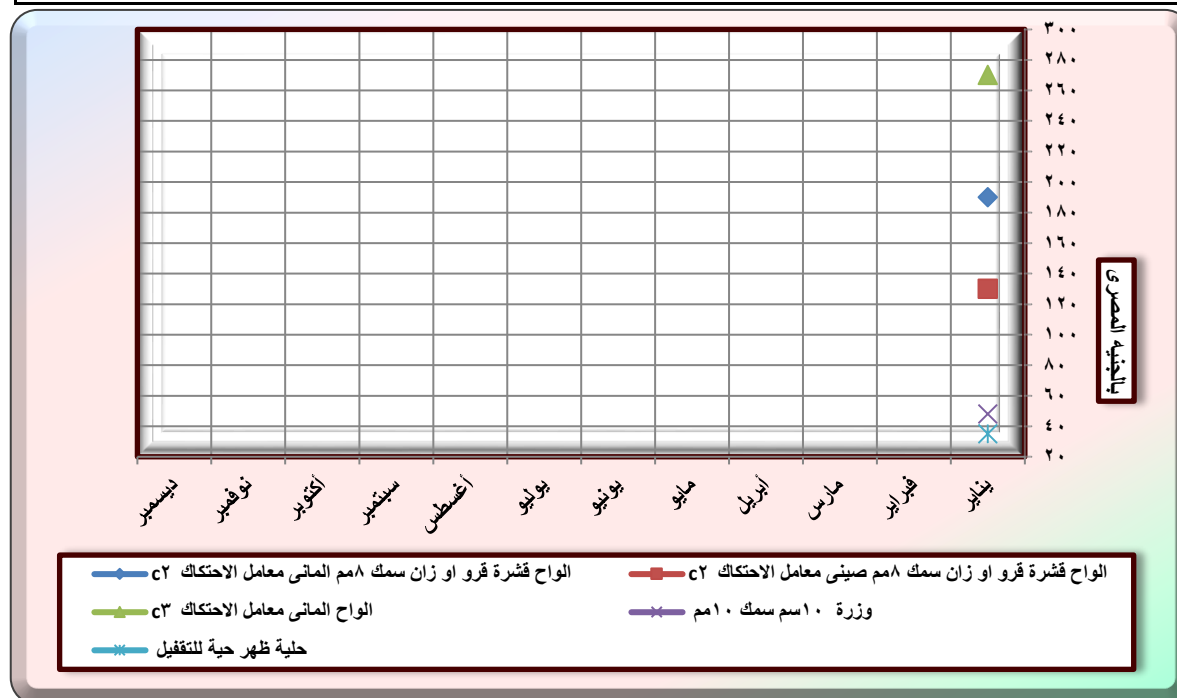 ٣٠٠
٢٨٠
٢٦٠
٢٤٠
٢٢٠
٢٠٠
١٨٠
١٦٠
١٤٠
١٢٠
١٠٠
٨٠
٦٠
٤٠
٢٠
بالجنيه المصرى
يناير
فبراير
مارس
أبريل
مايو
يونيو
يوليو
أغسطس
سبتمبر
أكتوبر
نوفمبر
ديسمبر
الواح قشرة قرو او زان سمك ٨مم صينى معامل الاحتكاك c٢
الواح قشرة قرو او زان سمك ٨مم المانى معامل الاحتكاك c٢
وزرة ١٠سم سمك ١٠مم
الواح المانى معامل الاحتكاك c٣
حلية ظهر حية للتقفيل